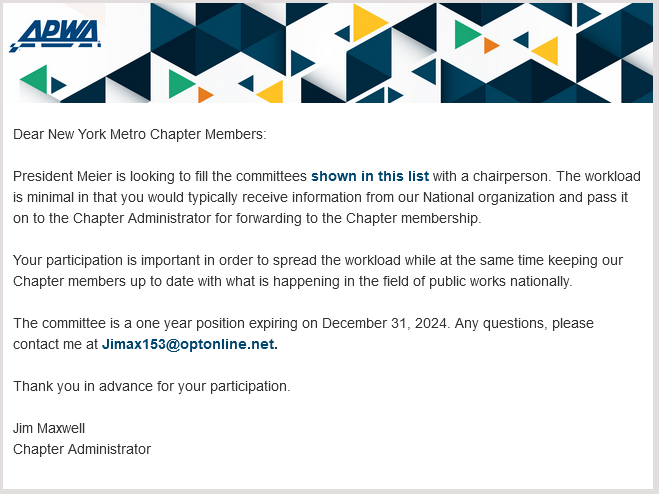 APWA
Dear New York Metro Chapter Members:
President Meier is looking to fill the committees shown in this list with a chairperson. The workload
is minimal in that you would typically receive information from our National organization and pass it
on to the Chapter Administrator for forwarding to the Chapter membership.
Your participation is important in order to spread the workload while at the same time keeping our
Chapter members up to date with what is happening in the field of public works nationally.
The committee is a one year position expiring on December 31, 2024. Any questions, please
contact me at Jimax153@optonline.net.
Thank you in advance for your participation.
Jim Maxwell
Chapter Administrator